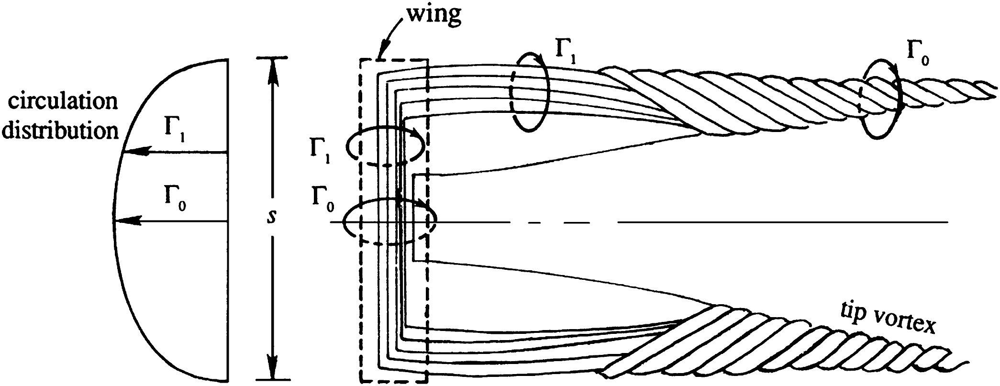 wing
Γ₁
Γ₀
circulation
distribution
Γ₁
Γ₁
Γ₀
Γ₀
s
tip vortex